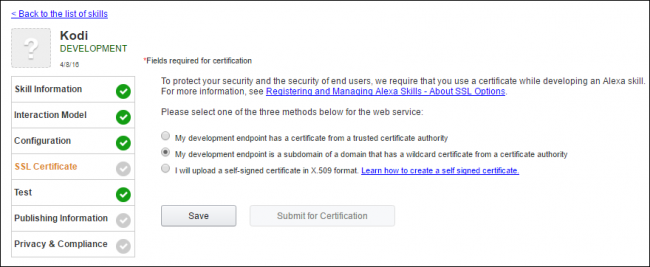 < Back to the list of skills
?
Kodi
DEVELOPMENT
4/8/16
*Fields required for certification
Skill Information
Interaction Model
Configuration
SSL Certificate
Test
Publishing Information
Privacy & Compliance
To protect your security and the security of end users, we require that you use a certificate while developing an Alexa skill.
For more information, see Registering and Managing Alexa Skills - About SSL Options.
Please select one of the three methods below for the web service:
My development endpoint has a certificate from a trusted certificate authority
My development endpoint is a subdomain of a domain that has a wildcard certificate from a certificate authority
I will upload a self-signed certificate in X.509 format. Learn how to create a self signed certificate.
Save
Submit for Certification